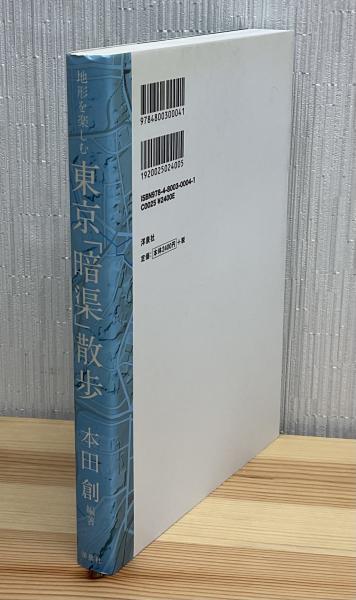 地形を楽しむ
東京「暗渠」散歩
本田 創 編著
洋泉社
9784800300041
1920025024005
ISBN978-4-8003-0004-1
C0025 ¥2400E
洋泉社
定価：本体2400円＋税